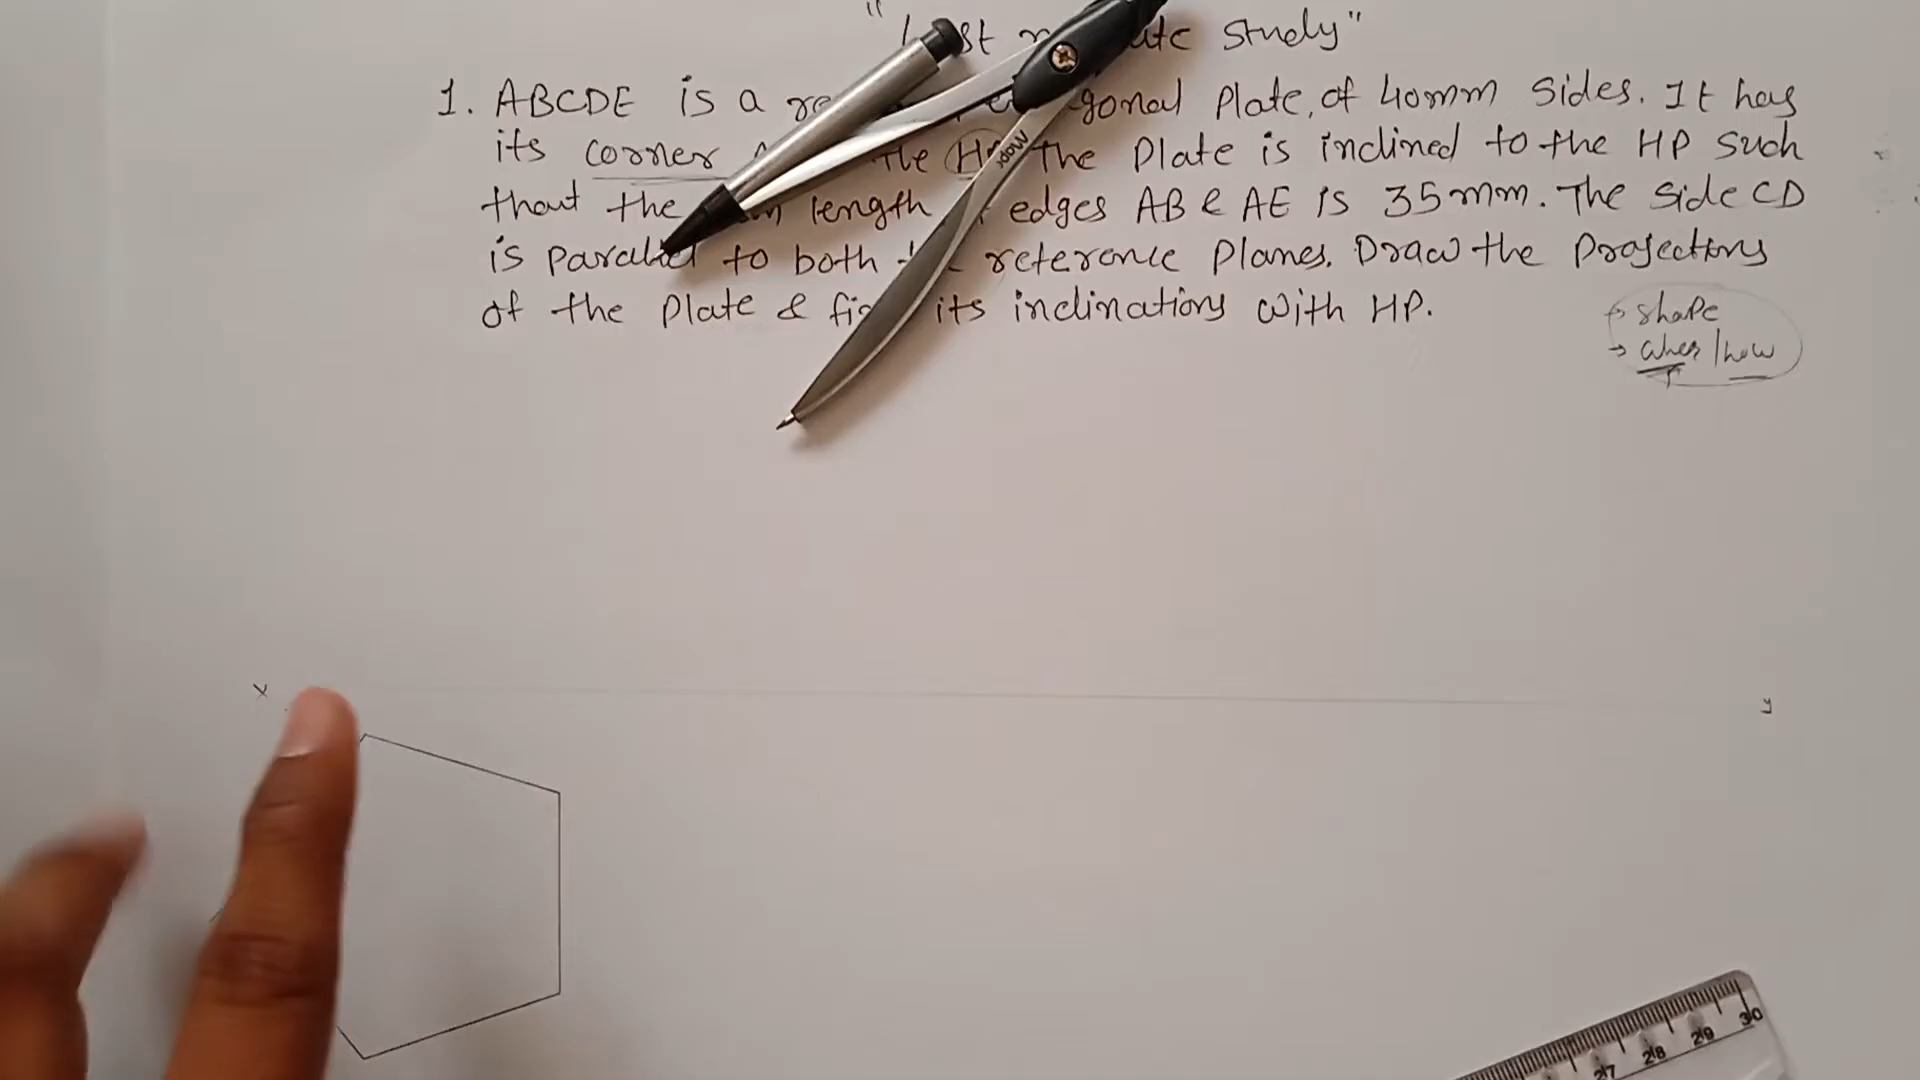 " study"
1. ABCDE is a gonal Plate, of 40mm sides. It has
its corner the the Plate is inclined to the HP such
that the length edges AB & AE is 35mm. The side CD
is parallel to both reference Planes. Draw the Projections
of the Plate & its inclinations with HP.
→ shape
→ when / how
x
y
27 28 29 30